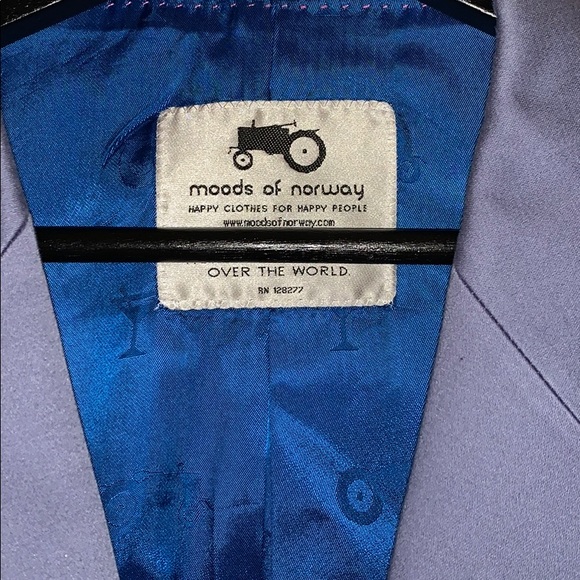 moods of norway
HAPPY CLOTHES FOR HAPPY PEOPLE
www.moodsofnorway.com
OVER THE WORLD.
RN 128277